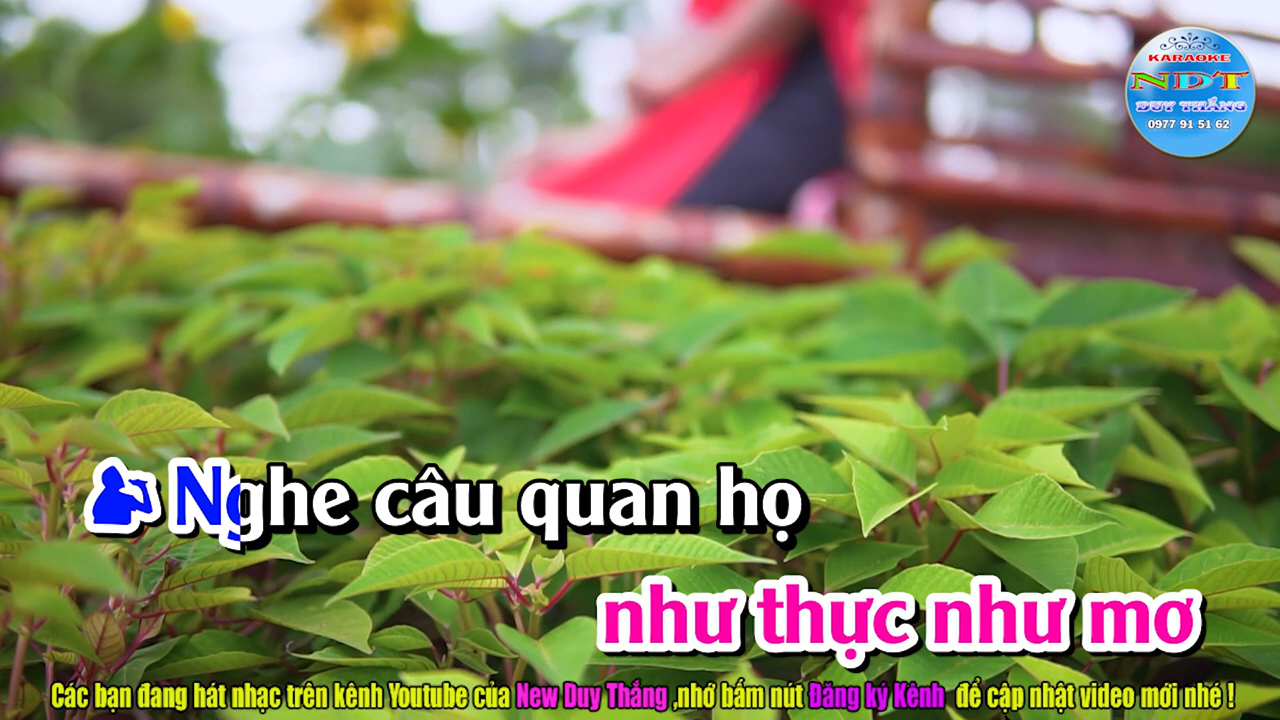 KARAOKE
NDT
DUY THẮNG
0977 91 51 62
Nghe câu quan họ
như thực như mơ
Các bạn đang hát nhạc trên kênh Youtube của New Duy Thắng ,nhớ bấm nút Đăng ký Kênh để cập nhật video mới nhé !